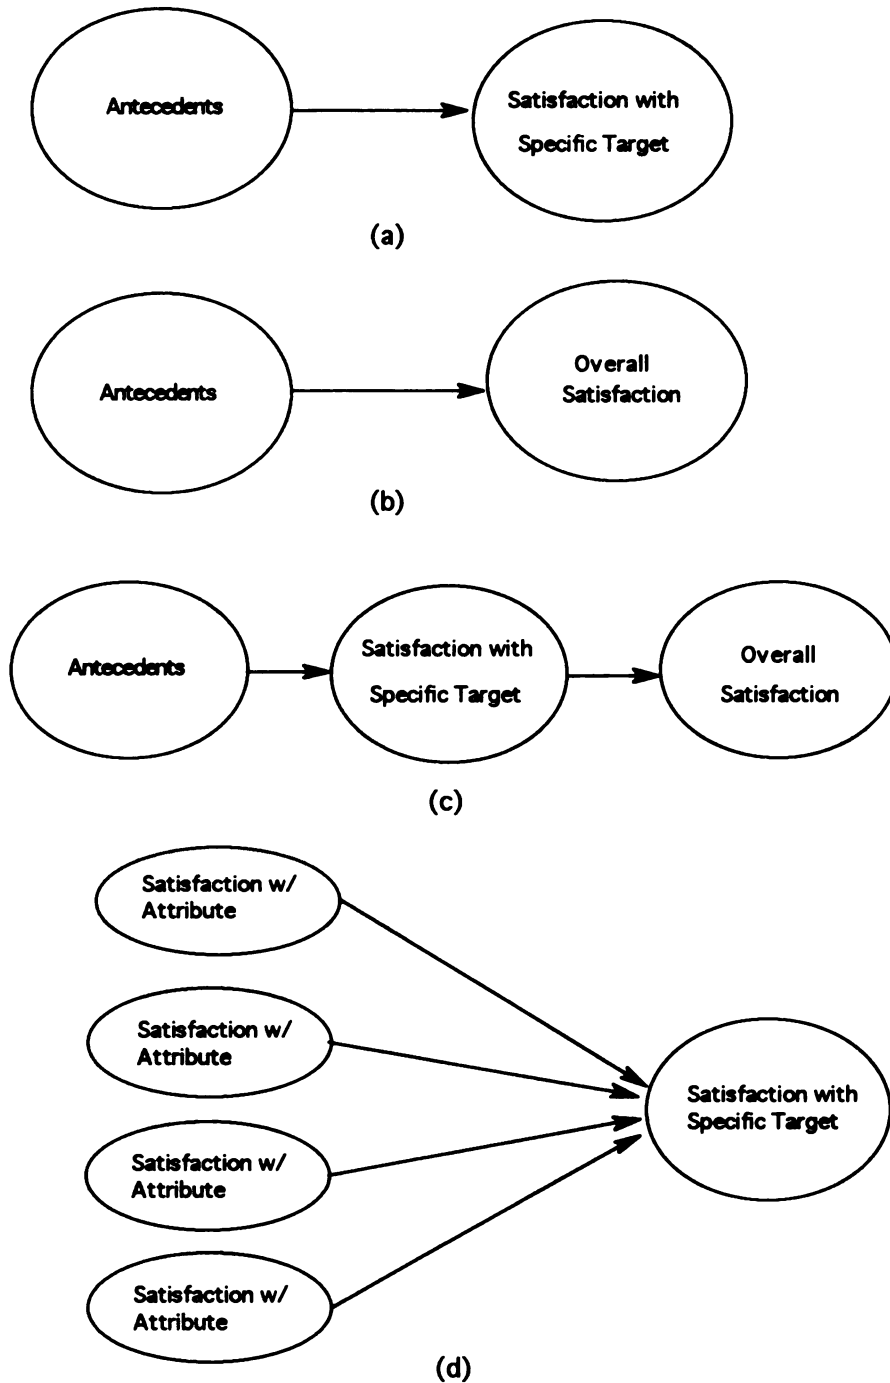 Antecedents
Satisfaction with
Specific Target
(a)
Antecedents
Overall
Satisfaction
(b)
Antecedents
Satisfaction with
Specific Target
Overall
Satisfaction
(c)
Satisfaction w/
Attribute
Satisfaction w/
Attribute
Satisfaction w/
Attribute
Satisfaction w/
Attribute
Satisfaction with
Specific Target
(d)